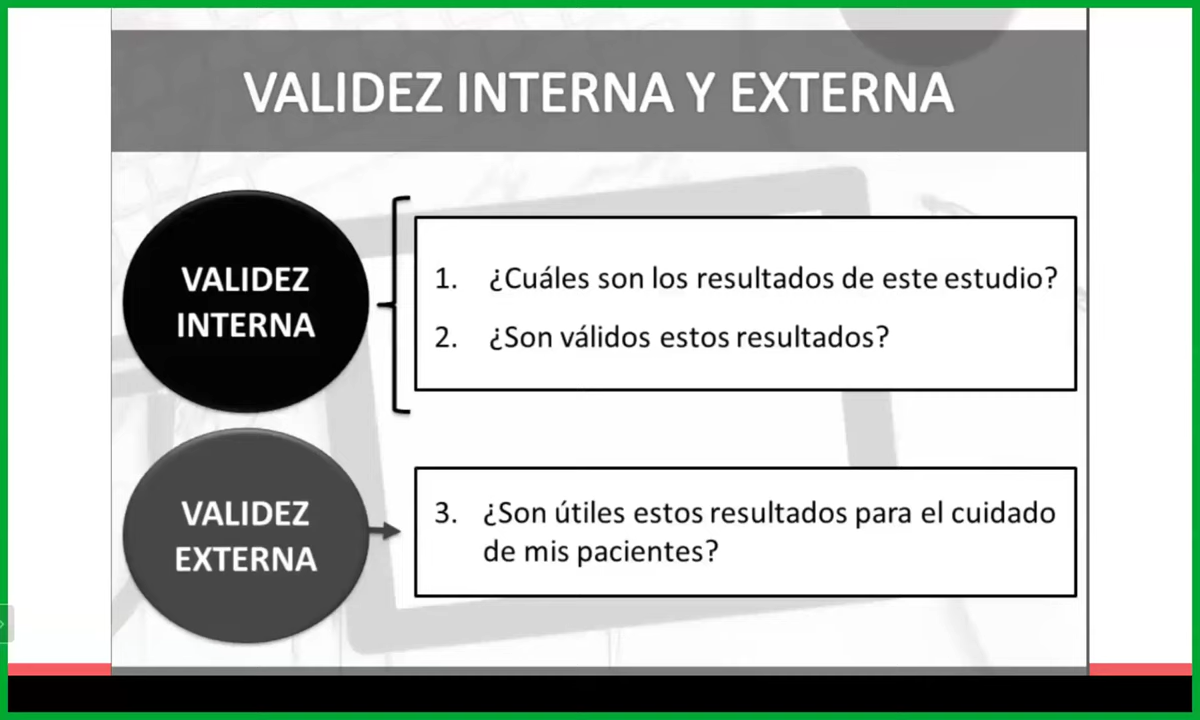 VALIDEZ INTERNA Y EXTERNA
VALIDEZ
INTERNA
1. ¿Cuáles son los resultados de este estudio?
2. ¿Son válidos estos resultados?
VALIDEZ
EXTERNA
3. ¿Son útiles estos resultados para el cuidado
de mis pacientes?